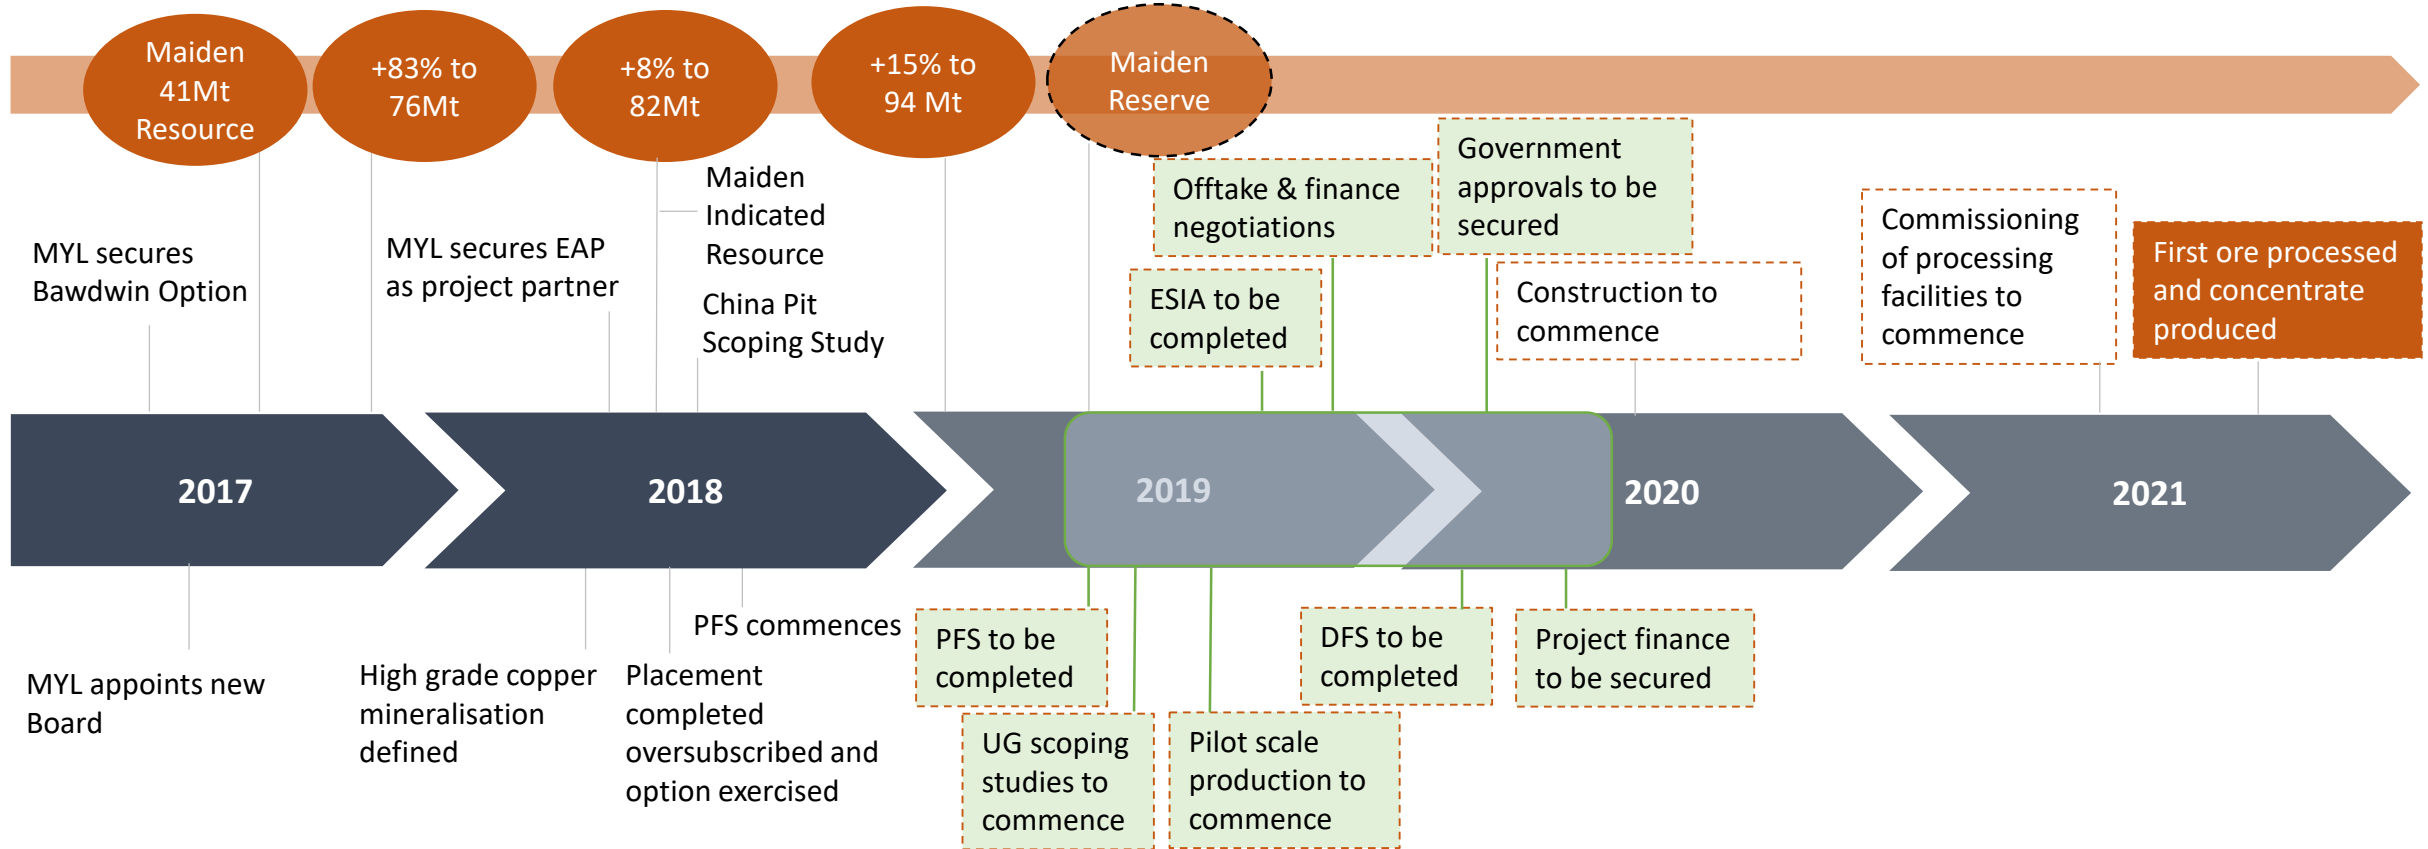 Maiden
41Mt
Resource
+83% to
76Mt
+8% to
82Mt
+15% to
94 Mt
Maiden
Reserve
MYL secures
Bawdwin Option
MYL secures EAP
as project partner
Maiden
Indicated
Resource
China Pit
Scoping Study
Offtake & finance
negotiations
ESIA to be
completed
Government
approvals to be
secured
Construction to
commence
Commissioning
of processing
facilities to
commence
First ore processed
and concentrate
produced
2017
2018
2019
2020
2021
MYL appoints new
Board
High grade copper
mineralisation
defined
Placement
completed
oversubscribed and
option exercised
PFS commences
PFS to be
completed
UG scoping
studies to
commence
Pilot scale
production to
commence
DFS to be
completed
Project finance
to be secured